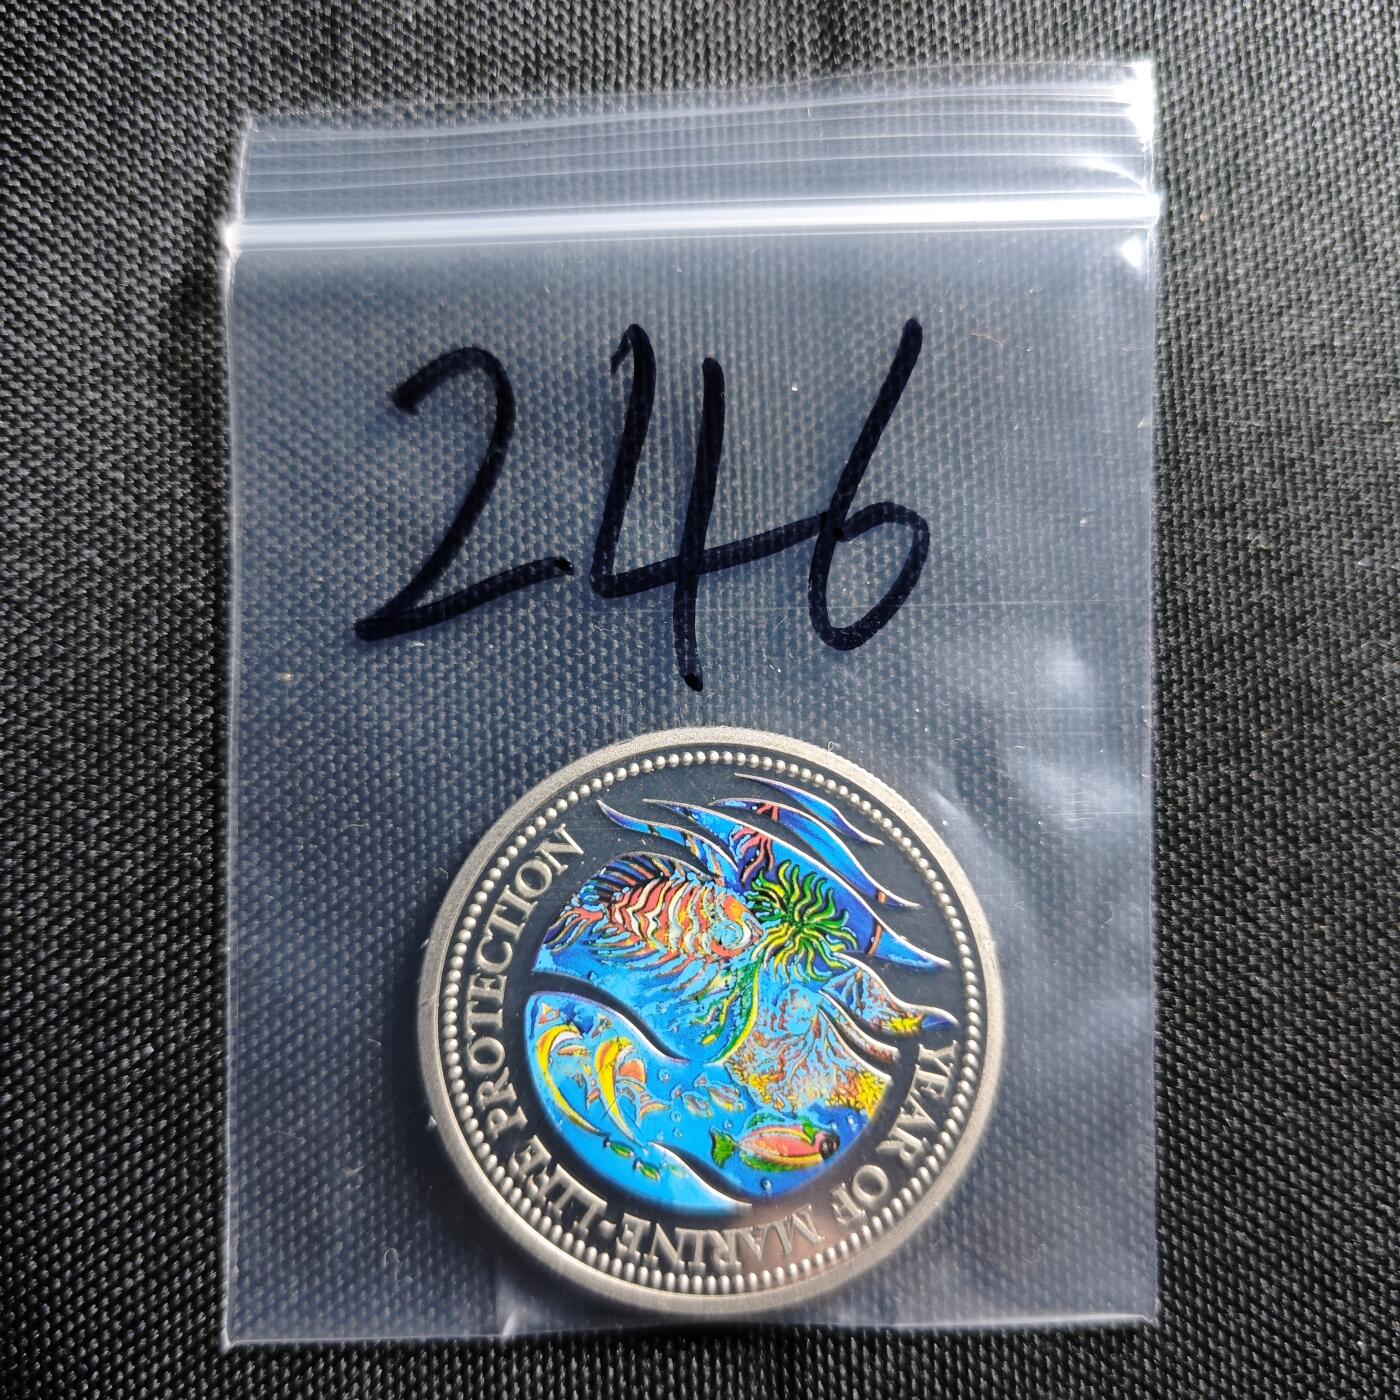 246
YEAR OF MARINE-LIFE PROTECTION